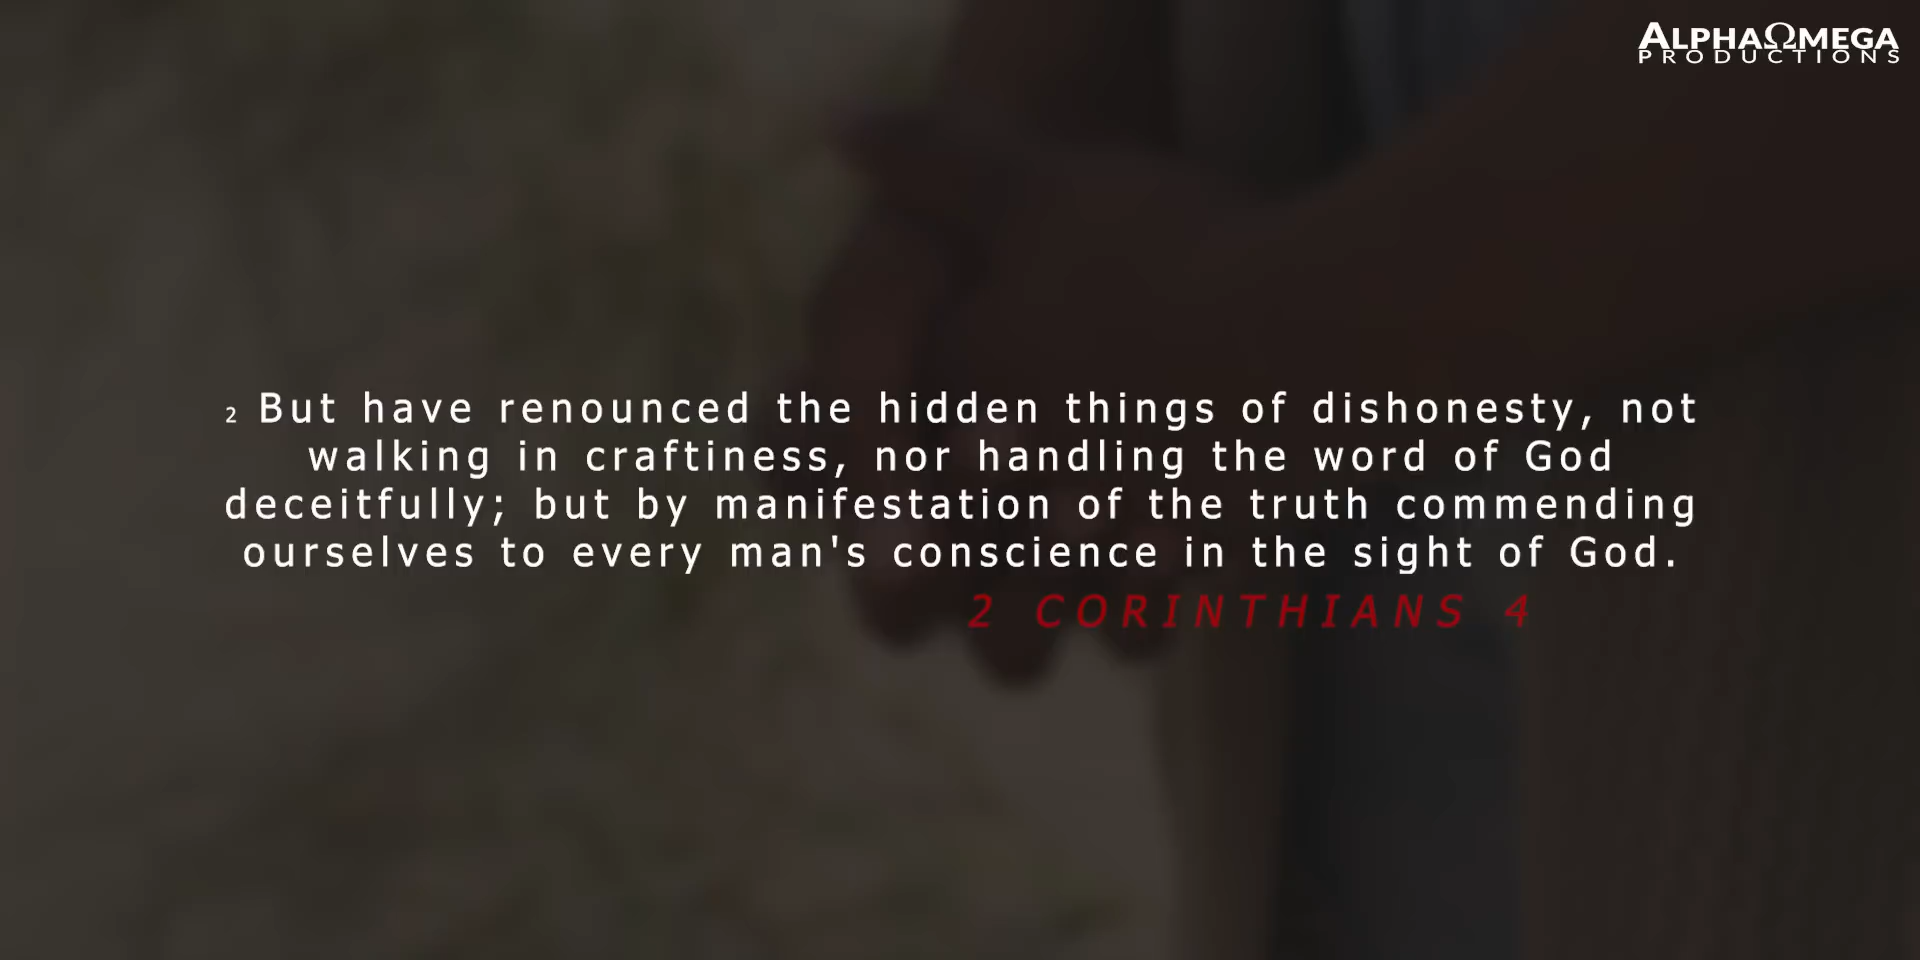 ALPHAΩMEGA
PRODUCTIONS
2 But have renounced the hidden things of dishonesty, not
walking in craftiness, nor handling the word of God
deceitfully; but by manifestation of the truth commending
ourselves to every man's conscience in the sight of God.
2 CORINTHIANS 4